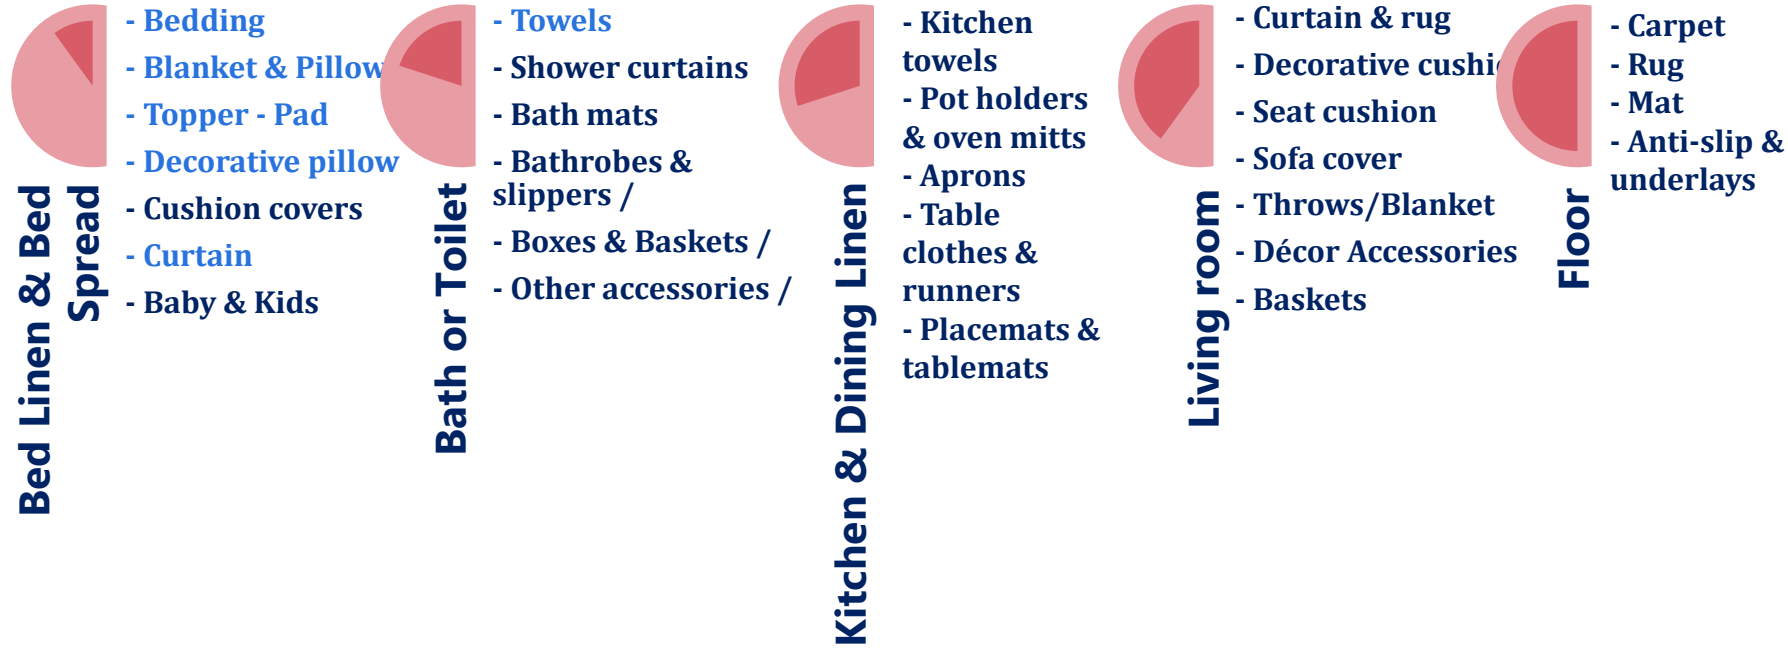 Bed Linen & Bed
Spread
- Bedding
- Blanket & Pillow
- Topper - Pad
- Decorative pillow
- Cushion covers
- Curtain
- Baby & Kids
Bath or Toilet
- Towels
- Shower curtains
- Bath mats
- Bathrobes &
slippers /
- Boxes & Baskets /
- Other accessories /
Kitchen & Dining Linen
- Kitchen
towels
- Pot holders
& oven mitts
- Aprons
- Table
clothes &
runners
- Placemats &
tablemats
Living room
- Curtain & rug
- Decorative cushi
- Seat cushion
- Sofa cover
- Throws/Blanket
- Décor Accessories
- Baskets
Floor
- Carpet
- Rug
- Mat
- Anti-slip &
underlays